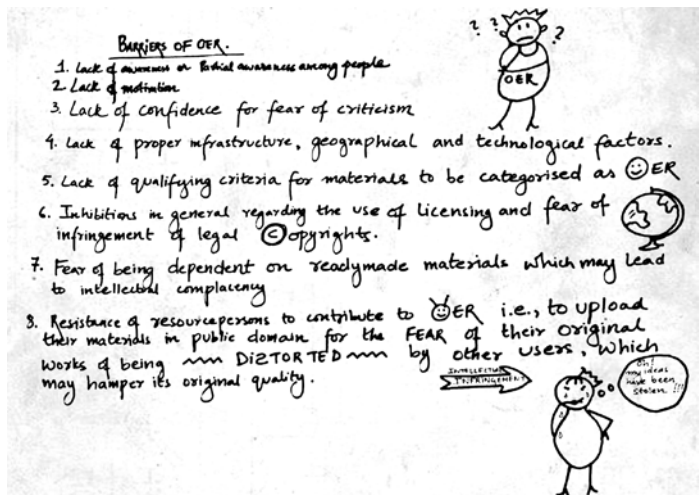 BARRIERS OF OER.
? ? ? ?
OER
1. Lack of awareness or Partial awareness among people
2. Lack of motivation
3. Lack of confidence for fear of criticism
4. Lack of proper infrastructure, geographical and technological factors.
5. Lack of qualifying criteria for materials to be categorised as OER
6. Inhibitions in general regarding the use of licensing and fear of
infringement of legal ©opyrights.
7. Fear of being dependent on readymade materials which may lead
to intellectual complacency
8. Resistance of resourcepersons to contribute to OER i.e., to upload
their materials in public domain for the FEAR of their original
works of being DISTORTED by other users, which
may hamper its original quality.
INTELLECTUAL
INFRINGEMENT
Oh!
my ideas
have been
stolen !!!